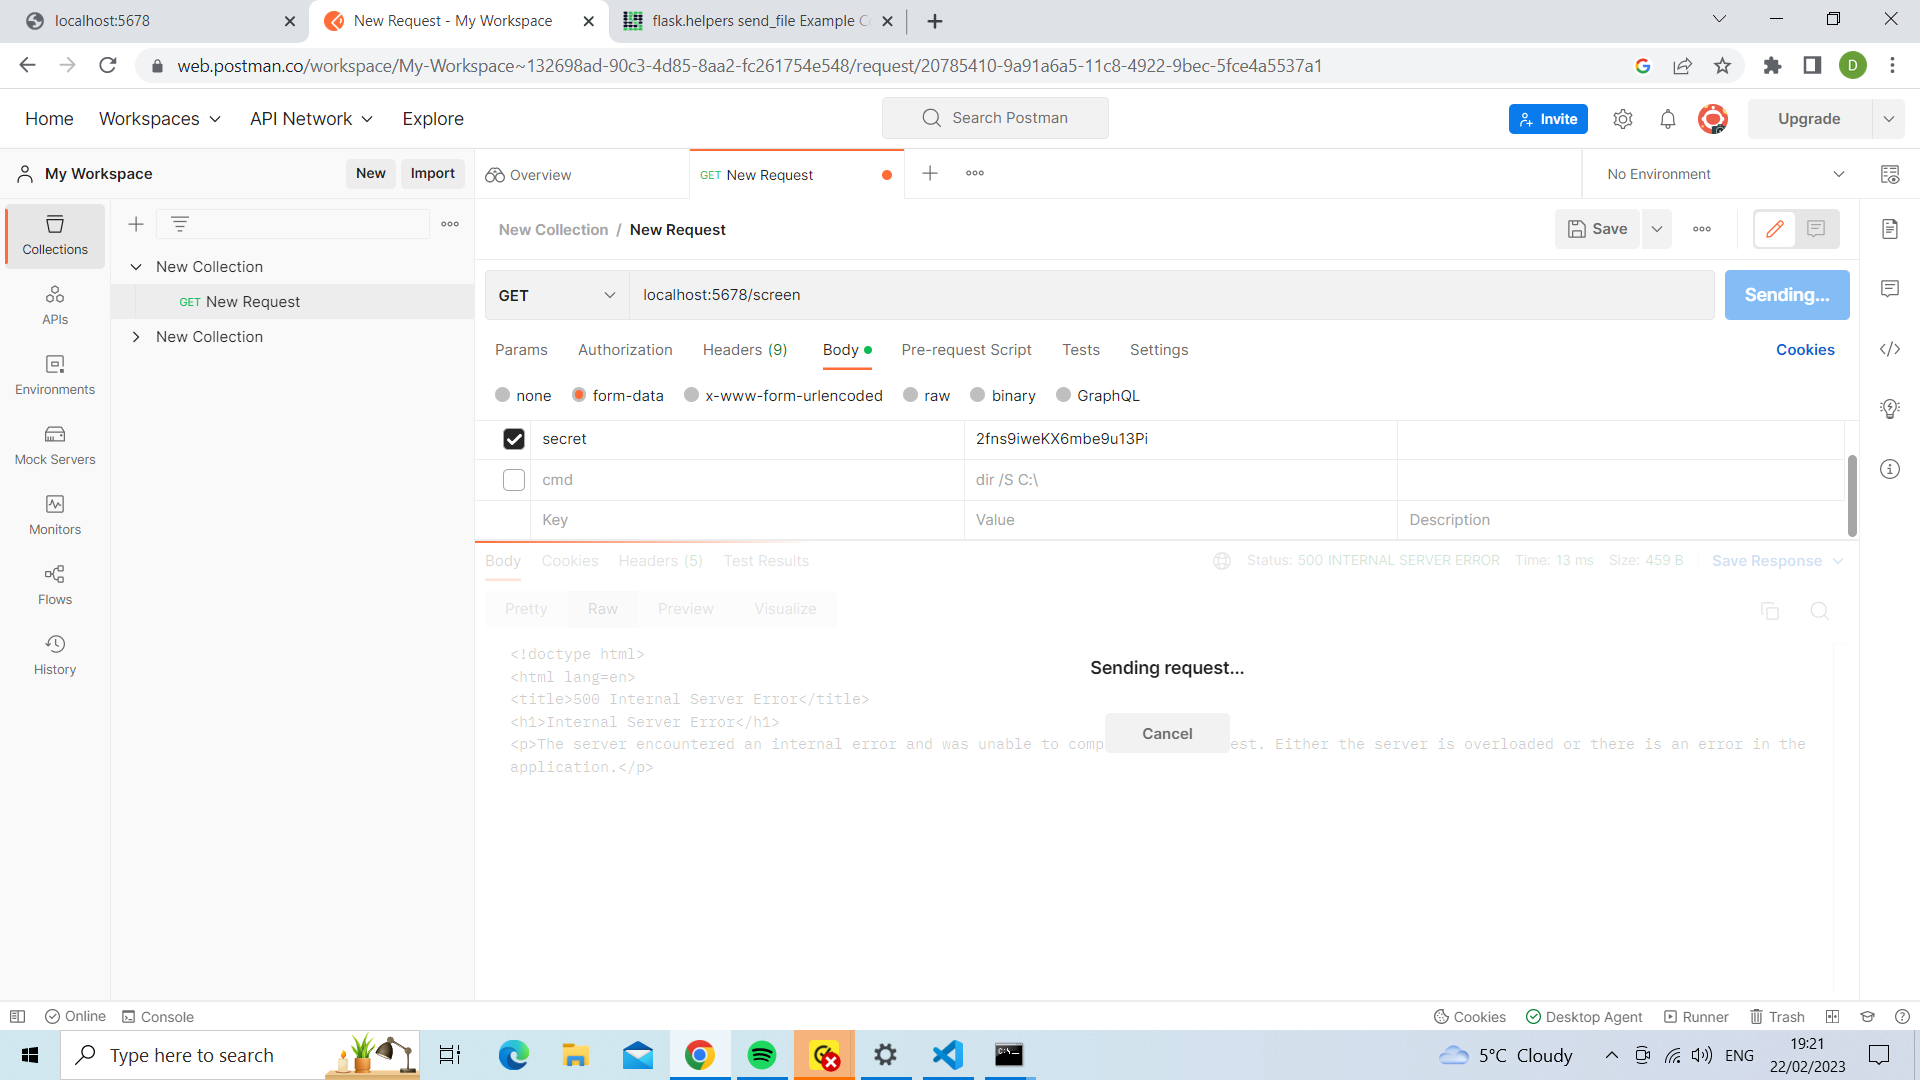 localhost:5678
New Request - My Workspace
flask.helpers send_file Example C
web.postman.co/workspace/My-Workspace~132698ad-90c3-4d85-8aa2-fc261754e548/request/20785410-9a91a6a5-11c8-4922-9bec-5fce4a5537a1
D
Home
Workspaces
API Network
Explore
Search Postman
Invite
Upgrade
My Workspace
New
Import
Overview
GET New Request
No Environment
Collections
New Collection / New Request
Save
New Collection
GET New Request
New Collection
GET
localhost:5678/screen
Sending...
APIs
Environments
Mock Servers
Monitors
Flows
History
Params
Authorization
Headers (9)
Body
Pre-request Script
Tests
Settings
Cookies
none
form-data
x-www-form-urlencoded
raw
binary
GraphQL
secret
2fns9iweKX6mbe9u13Pi
cmd
dir /S C:\
Key
Value
Description
Body
Cookies
Headers (5)
Test Results
Status: 500 INTERNAL SERVER ERROR
Time: 13 ms
Size: 459 B
Save Response
Pretty
Raw
Preview
Visualize
<!doctype html>
<html lang=en>
<title>500 Internal Server Error</title>
<h1>Internal Server Error</h1>
<p>The server encountered an internal error and was unable to comp
est. Either the server is overloaded or there is an error in the
application.</p>
Sending request...
Cancel
Online
Console
Cookies
Desktop Agent
Runner
Trash
Type here to search
5°C Cloudy
ENG
19:21
22/02/2023